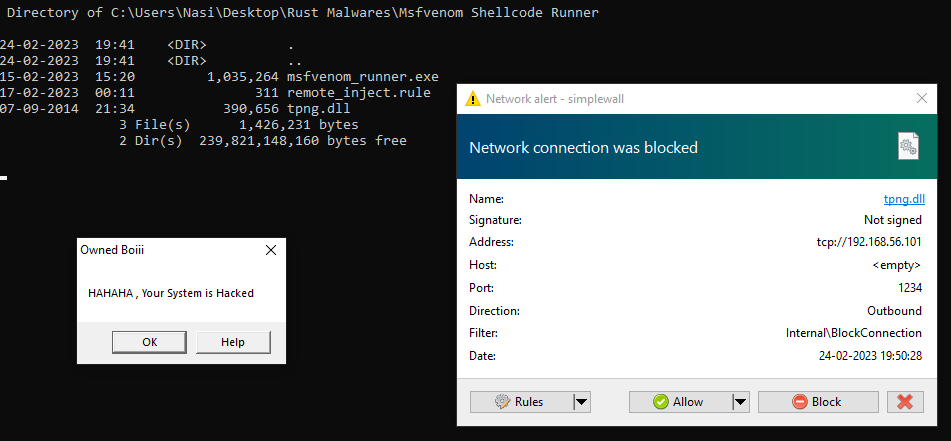 Directory of C:\Users\Nasi\Desktop\Rust Malwares\Msfvenom Shellcode Runner
24-02-2023  19:41    <DIR>          .
24-02-2023  19:41    <DIR>          ..
15-02-2023  15:20         1,035,264 msfvenom_runner.exe
17-02-2023  00:11               311 remote_inject.rule
07-09-2014  21:34           390,656 tpng.dll
3 File(s)      1,426,231 bytes
2 Dir(s)  239,821,148,160 bytes free
Owned Boiii
HAHAHA , Your System is Hacked
OK Help
Network alert - simplewall
Network connection was blocked
Name: tpng.dll
Signature: Not signed
Address: tcp://192.168.56.101
Host: <empty>
Port: 1234
Direction: Outbound
Filter: Internal\BlockConnection
Date: 24-02-2023 19:50:28
Rules Allow Block